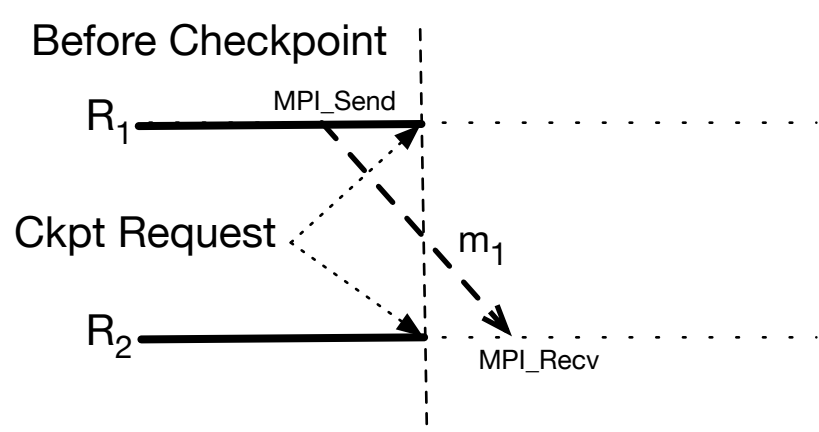 Before Checkpoint
MPI_Send
R1
Ckpt Request
m1
R2
MPI_Recv